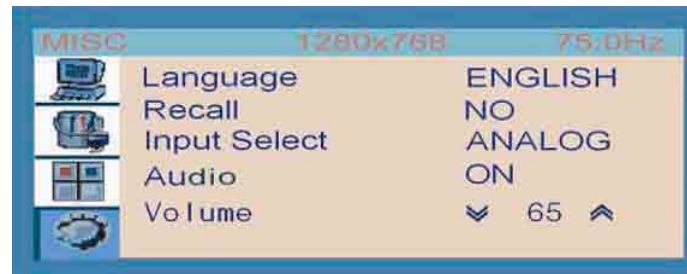 MISC 1280x768 75.0Hz
Language ENGLISH
Recall NO
Input Select ANALOG
Audio ON
Volume 65